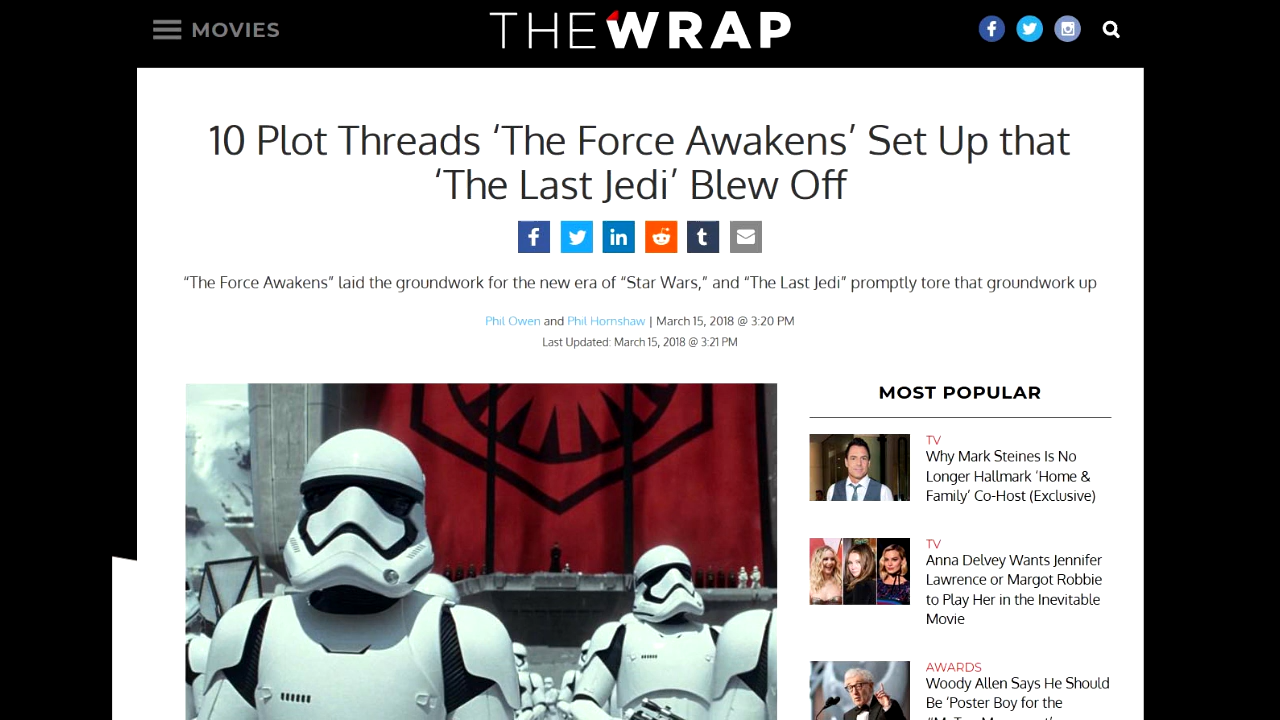 MOVIES
THEWRAP
10 Plot Threads ‘The Force Awakens’ Set Up that
‘The Last Jedi’ Blew Off
“The Force Awakens” laid the groundwork for the new era of “Star Wars,” and “The Last Jedi” promptly tore that groundwork up
Phil Owen and Phil Hornshaw | March 15, 2018 @ 3:20 PM
Last Updated: March 15, 2018 @ 3:21 PM
MOST POPULAR
TV
Why Mark Steines Is No
Longer Hallmark ‘Home &
Family’ Co-Host (Exclusive)
TV
Anna Delvey Wants Jennifer
Lawrence or Margot Robbie
to Play Her in the Inevitable
Movie
AWARDS
Woody Allen Says He Should
Be ‘Poster Boy for the